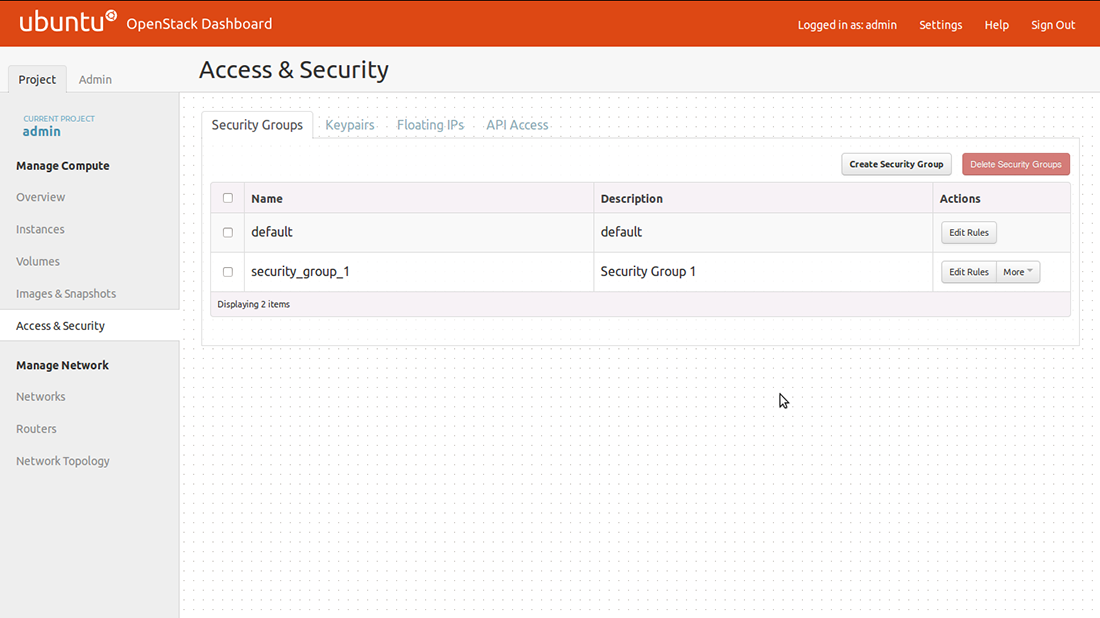 ubuntu OpenStack Dashboard
Logged in as: admin Settings Help Sign Out
Project Admin
Access & Security
CURRENT PROJECT
admin
Manage Compute
Overview
Instances
Volumes
Images & Snapshots
Access & Security
Manage Network
Networks
Routers
Network Topology
Security Groups Keypairs Floating IPs API Access
Create Security Group Delete Security Groups
Name Description Actions
default default Edit Rules
security_group_1 Security Group 1 Edit Rules More
Displaying 2 items